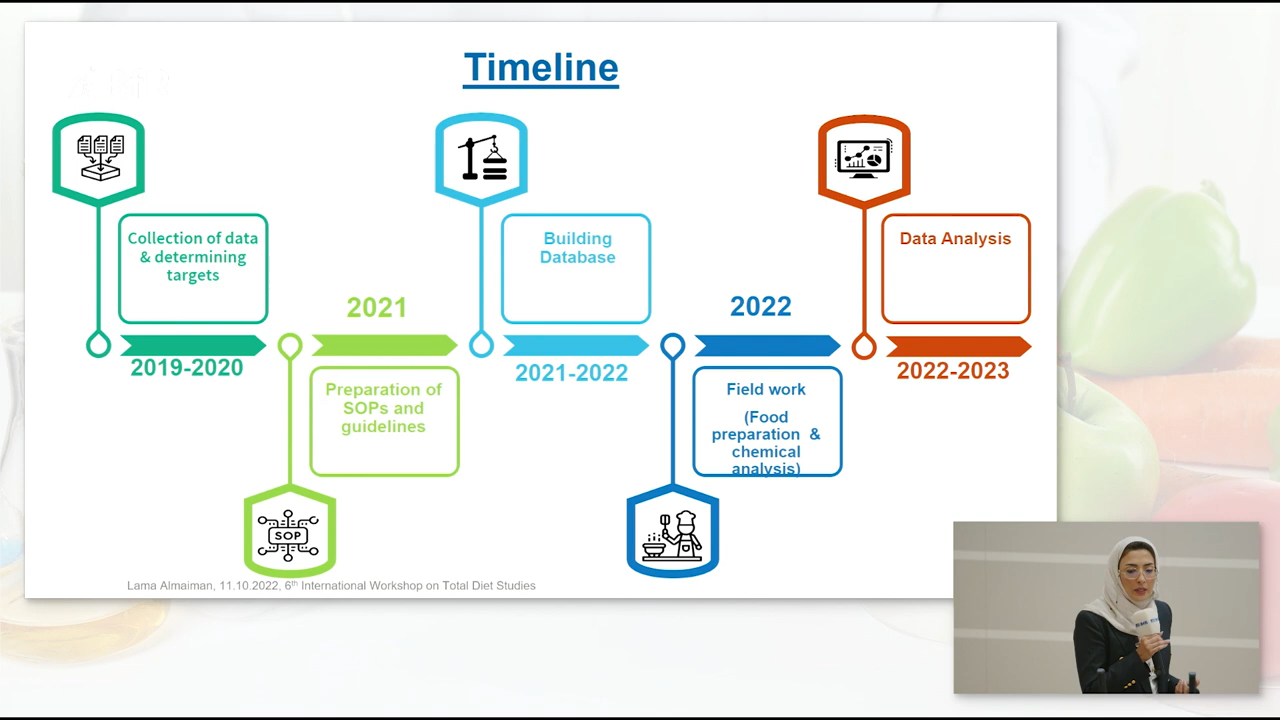 Timeline
Collection of data
& determining
targets
2019-2020
2021
Preparation of
SOPs and
guidelines
SOP
Building
Database
2021-2022
2022
Field work
(Food
preparation &
chemical
analysis)
Data Analysis
2022-2023
Lama Almaiman, 11.10.2022, 6th International Workshop on Total Diet Studies